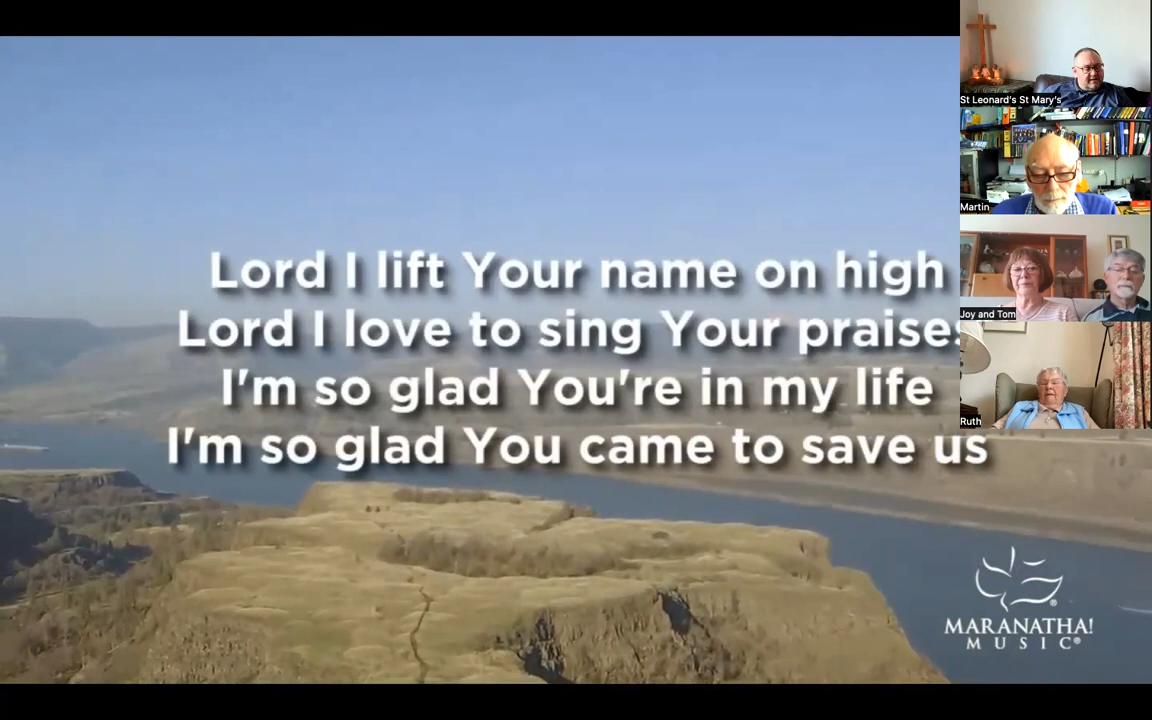 Lord I lift Your name on high
Lord I love to sing Your praises
I'm so glad You're in my life
I'm so glad You came to save us
St Leonard's St Mary's
Martin
Joy and Tom
Ruth
MARANATHA!
MUSIC®